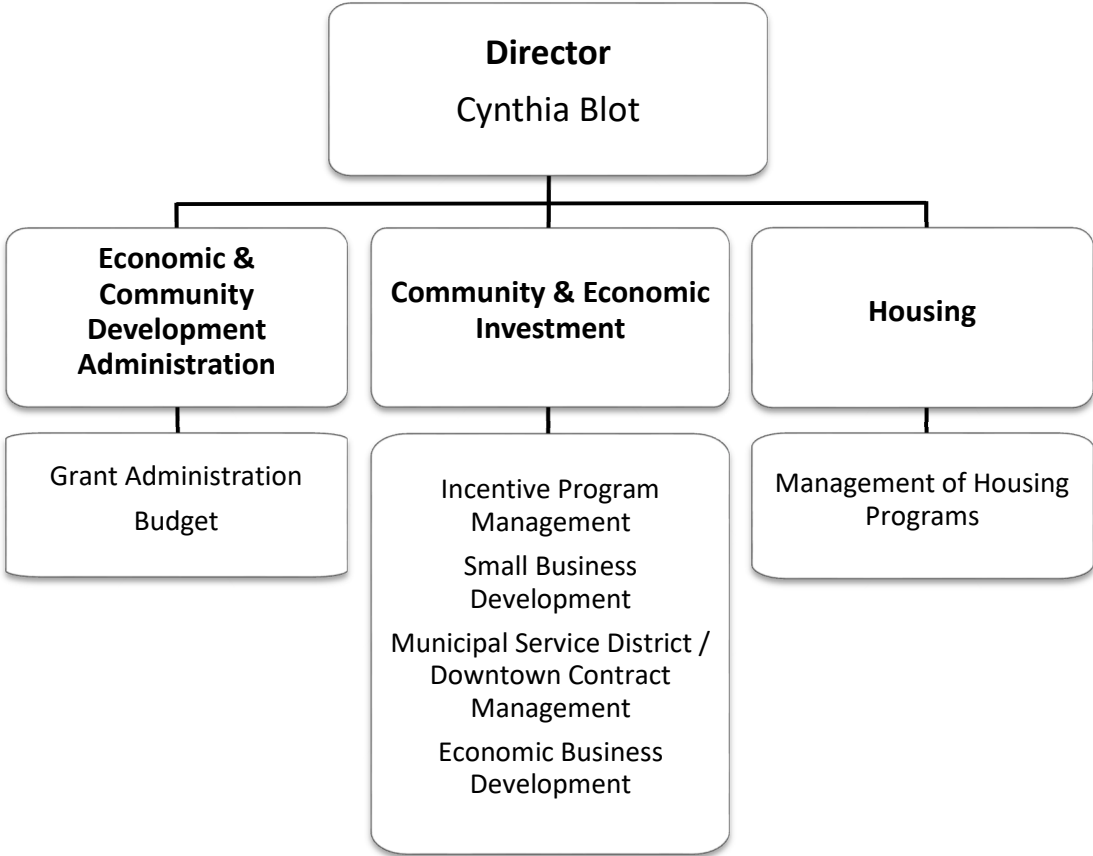 Director
Cynthia Blot
Economic &
Community
Development
Administration
Community & Economic
Investment
Housing
Grant Administration
Budget
Incentive Program
Management
Small Business
Development
Municipal Service District /
Downtown Contract
Management
Economic Business
Development
Management of Housing
Programs